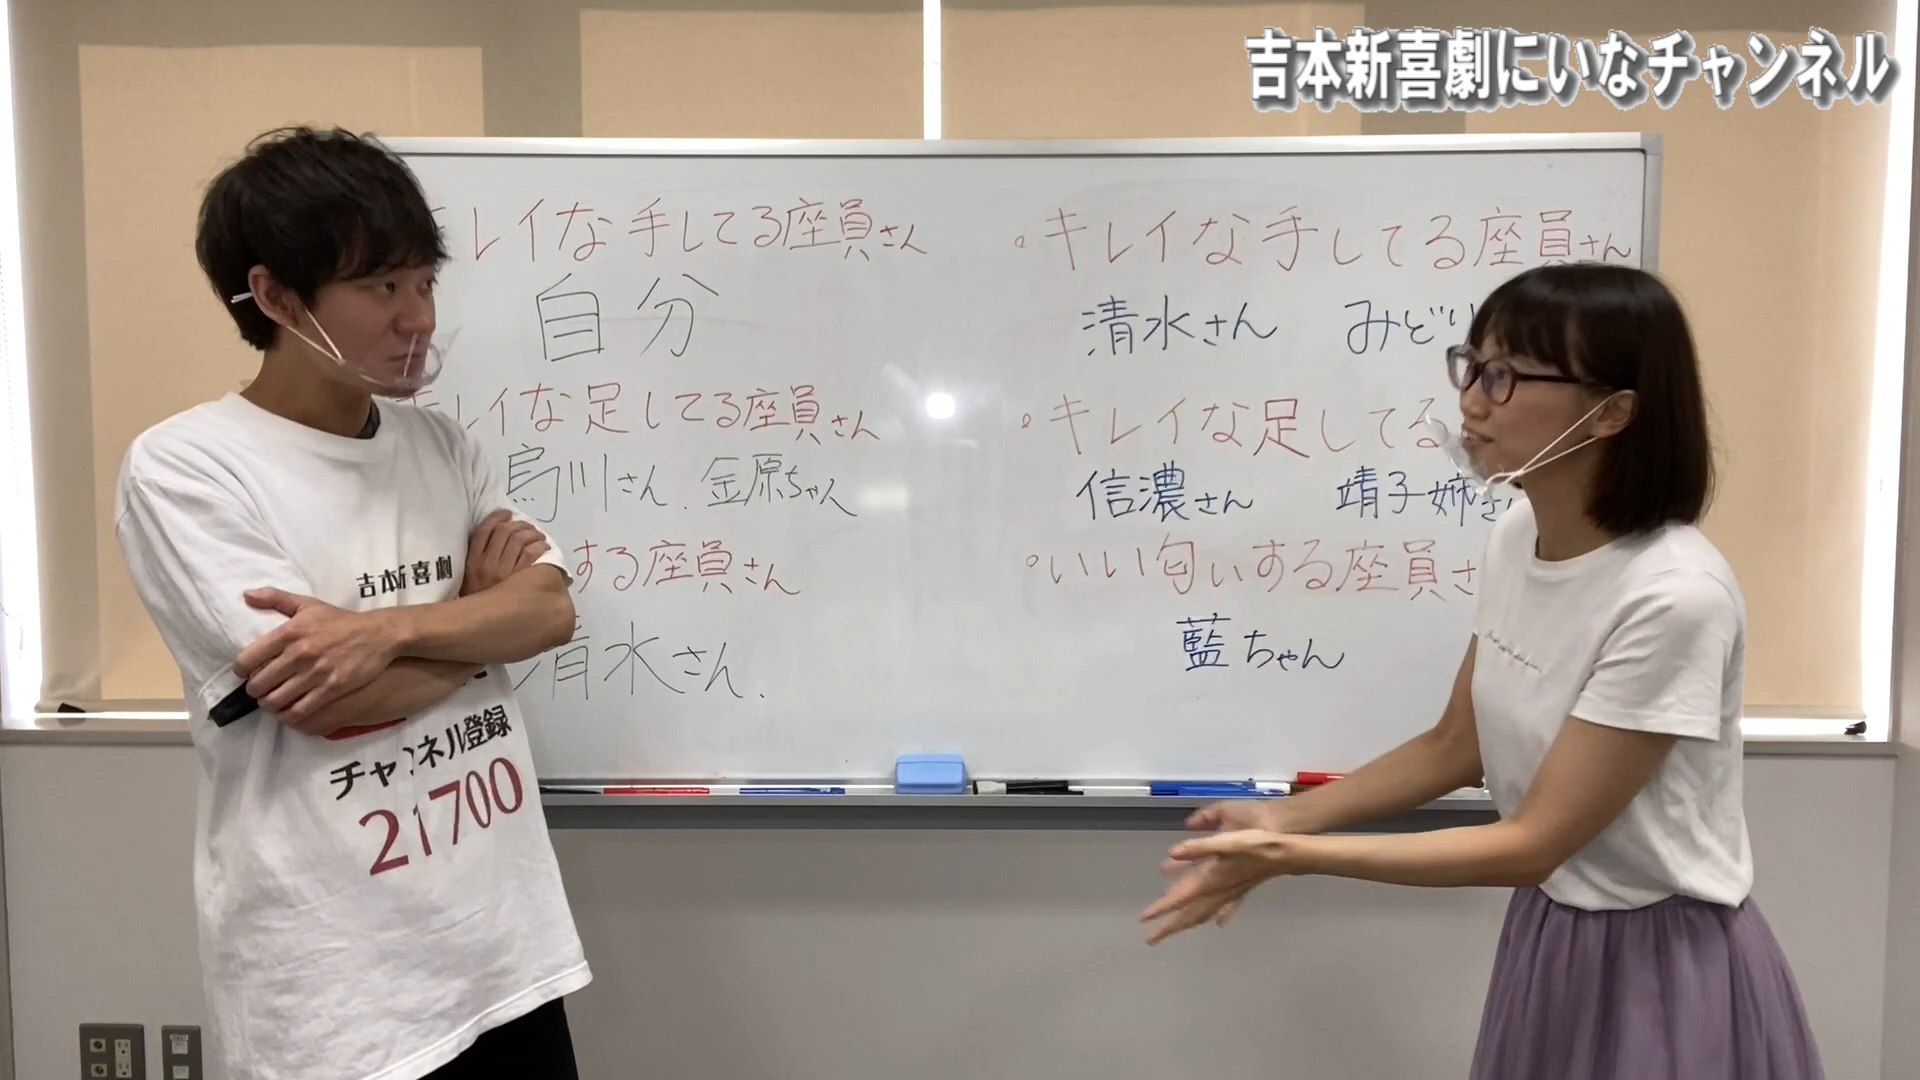 吉本新喜劇にいなチャンネル
レイな手してる座員さん
自分
キレイな足してる座員さん
烏川さん、金原ちゃん
する座員さん
清水さん、
・キレイな手してる座員さん
清水さん みどり
・キレイな足してる
信濃さん 靖子姉さん
・いい匂いする座員さ
藍ちゃん
吉本新喜劇
チャンネル登録
21700